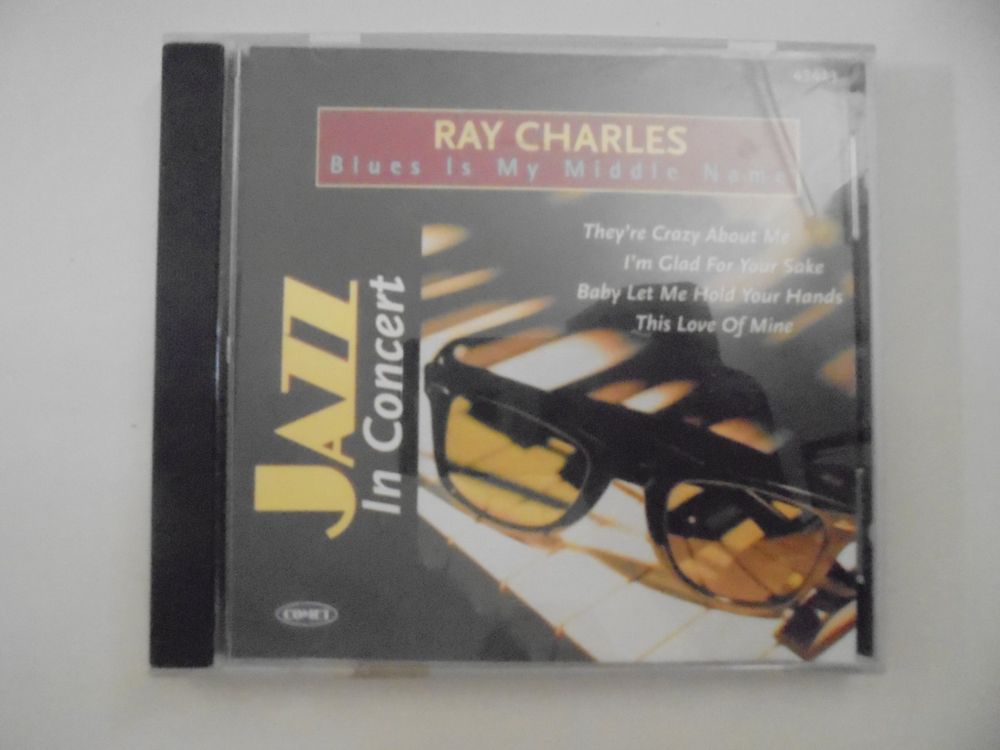 RAY CHARLES
Blues Is My Middle Name
They're Crazy About Me
I'm Glad For Your Sake
Baby Let Me Hold Your Hands
This Love Of Mine
JAZZ
In Concert
COMET